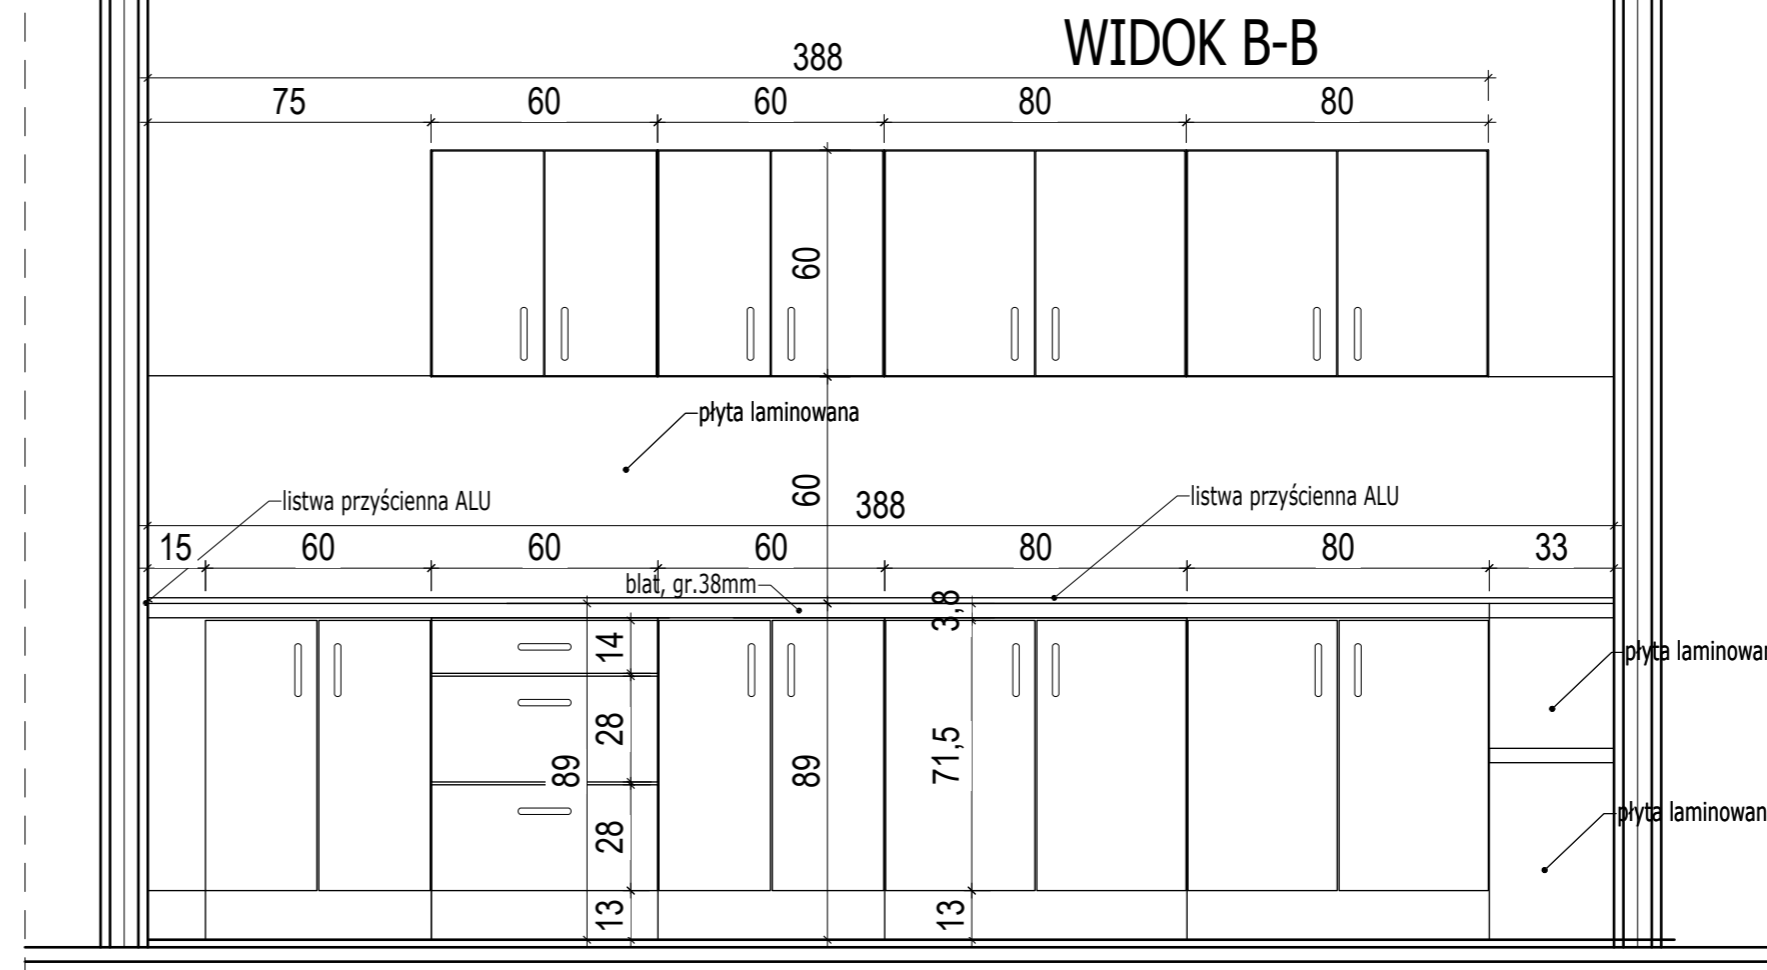 WIDOK B-B
388
75 60 60 80 80
60
płyta laminowana
60
listwa przyścienna ALU
388
listwa przyścienna ALU
15 60 60 60 80 80 33
blat, gr.38mm
3,8
14
płyta laminowan
28
89
89
71,5
28
płyta laminowan
13
13